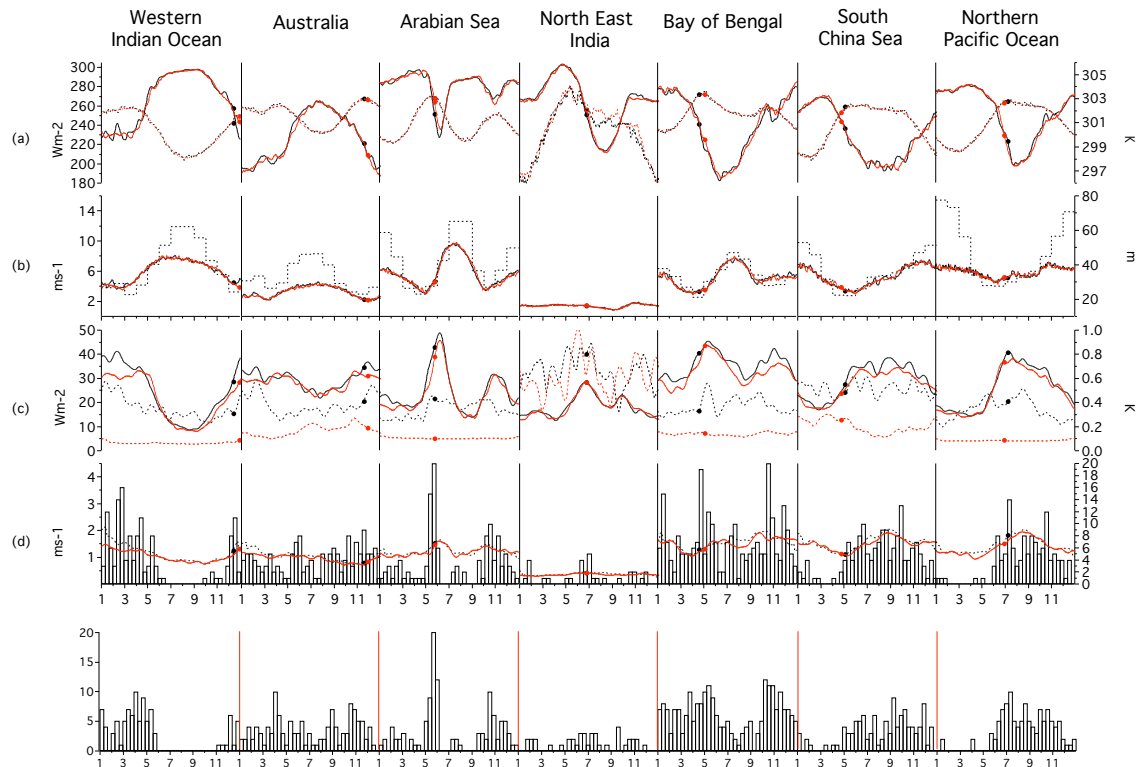 Western Indian Ocean
Australia
Arabian Sea
North East India
Bay of Bengal
South China Sea
Northern Pacific Ocean
(a)
Wm-2
300
280
260
240
220
200
180
305
303
301
299
297
K
(b)
ms-1
14
10
6
2
80
60
40
20
m
(c)
Wm-2
50
40
30
20
10
0
1.0
0.8
0.6
0.4
0.2
0.0
K
(d)
ms-1
4
3
2
1
20
18
16
14
12
10
8
6
4
2
0
1 3 5 7 9 11 1 3 5 7 9 11 1 3 5 7 9 11 1 3 5 7 9 11 1 3 5 7 9 11 1 3 5 7 9 11 1 3 5 7 9 11
20
15
10
5
0
1 3 5 7 9 11 1 3 5 7 9 11 1 3 5 7 9 11 1 3 5 7 9 11 1 3 5 7 9 11 1 3 5 7 9 11 1 3 5 7 9 11